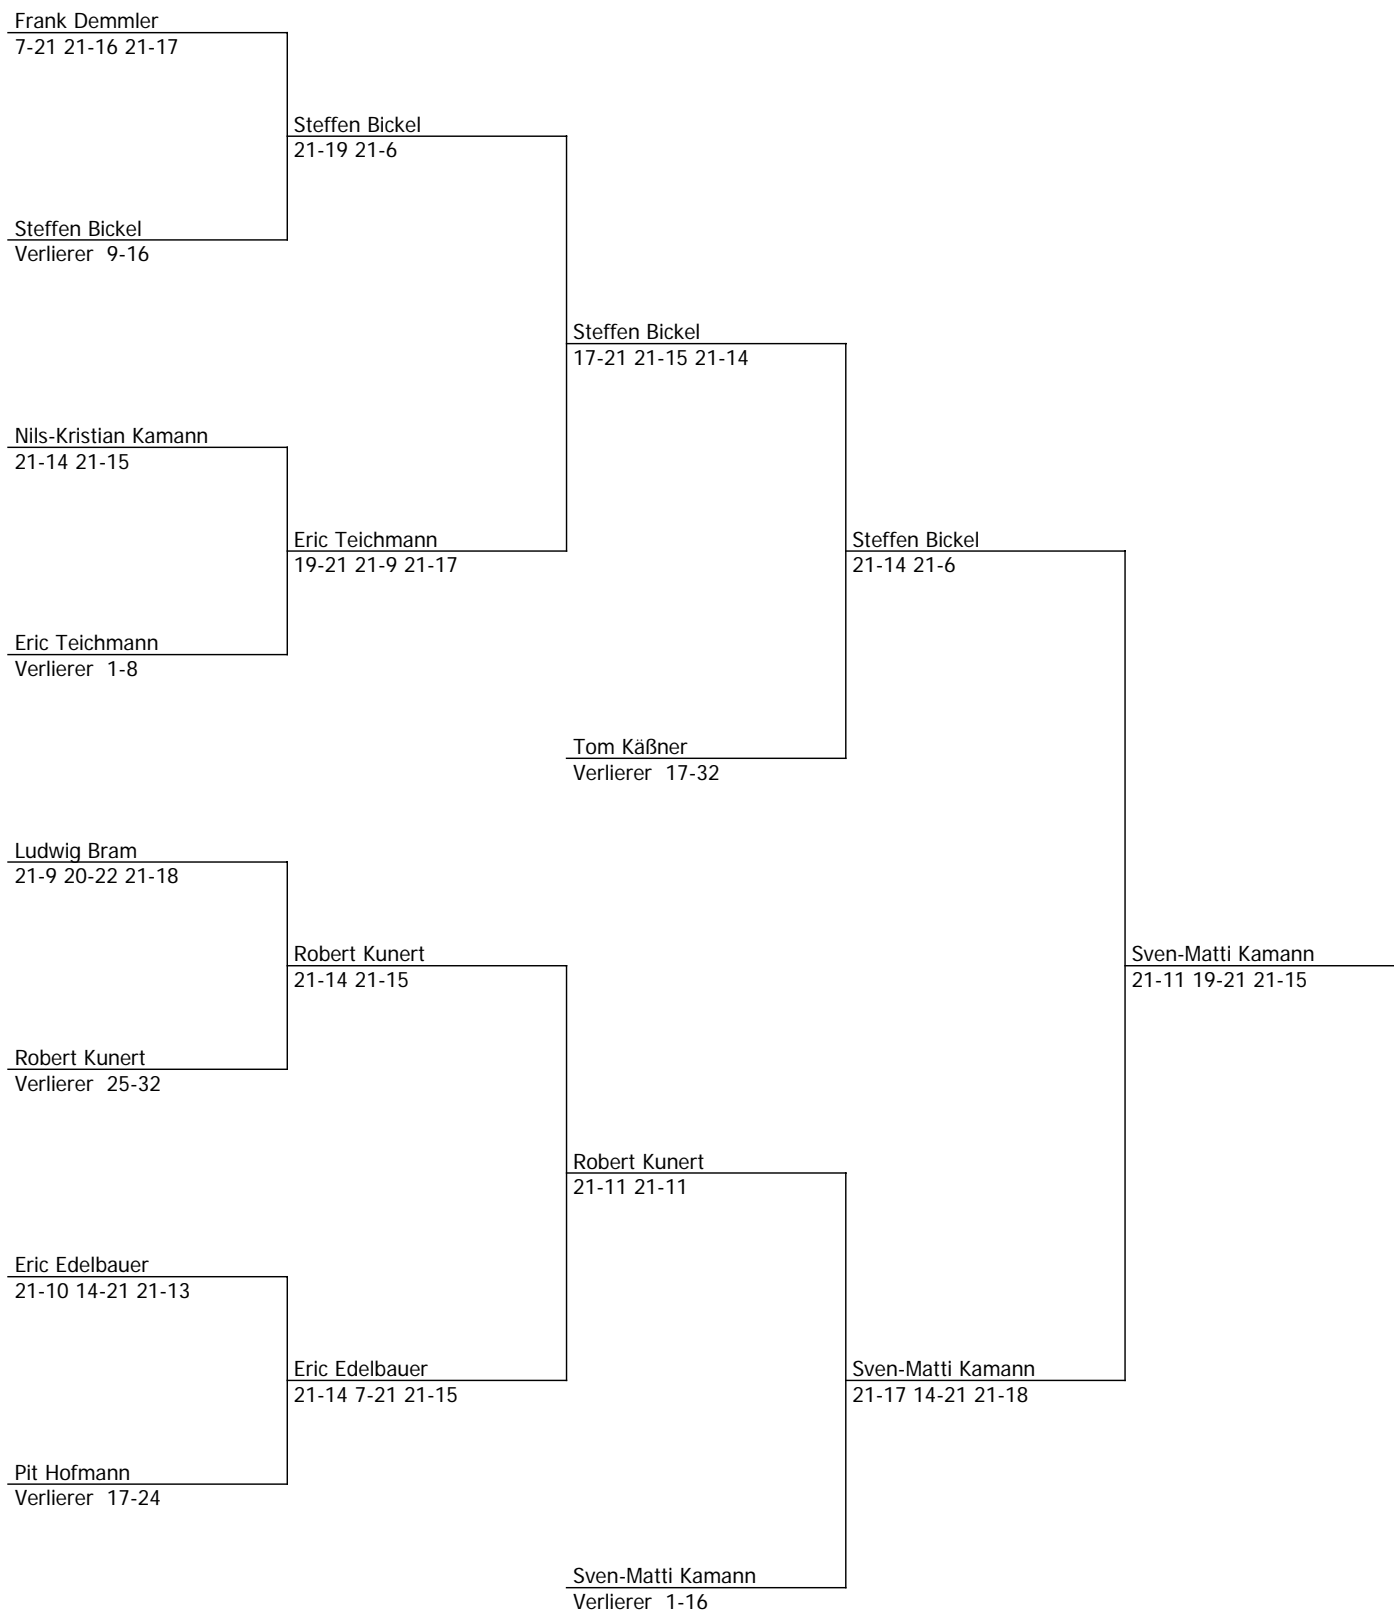 Frank Demmler
7-21 21-16 21-17
Steffen Bickel
21-19 21-6
Steffen Bickel
Verlierer 9-16
Steffen Bickel
17-21 21-15 21-14
Nils-Kristian Kamann
21-14 21-15
Eric Teichmann
19-21 21-9 21-17
Steffen Bickel
21-14 21-6
Eric Teichmann
Verlierer 1-8
Tom Käßner
Verlierer 17-32
Ludwig Bram
21-9 20-22 21-18
Robert Kunert
21-14 21-15
Sven-Matti Kamann
21-11 19-21 21-15
Robert Kunert
Verlierer 25-32
Robert Kunert
21-11 21-11
Eric Edelbauer
21-10 14-21 21-13
Eric Edelbauer
21-14 7-21 21-15
Sven-Matti Kamann
21-17 14-21 21-18
Pit Hofmann
Verlierer 17-24
Sven-Matti Kamann
Verlierer 1-16